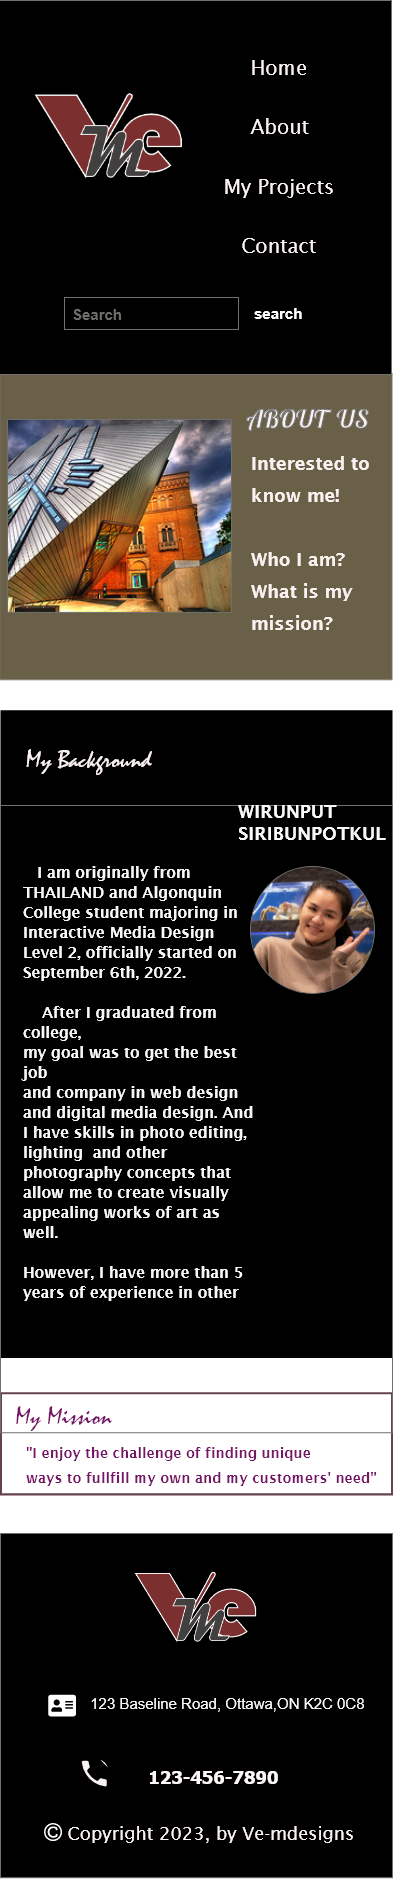 Vme
Home
About
My Projects
Contact
Search
search
ABOUT US
Interested to
know me!
Who I am?
What is my
mission?
My Background
WIRUNPUT
SIRIBUNPOTKUL
I am originally from
THAILAND and Algonquin
College student majoring in
Interactive Media Design
Level 2, officially started on
September 6th, 2022.
After I graduated from
college,
my goal was to get the best
job
and company in web design
and digital media design. And
I have skills in photo editing,
lighting  and other
photography concepts that
allow me to create visually
appealing works of art as
well.
However, I have more than 5
years of experience in other
My Mission
"I enjoy the challenge of finding unique
ways to fullfill my own and my customers' need"
Vme
123 Baseline Road, Ottawa,ON K2C 0C8
123-456-7890
© Copyright 2023, by Ve-mdesigns